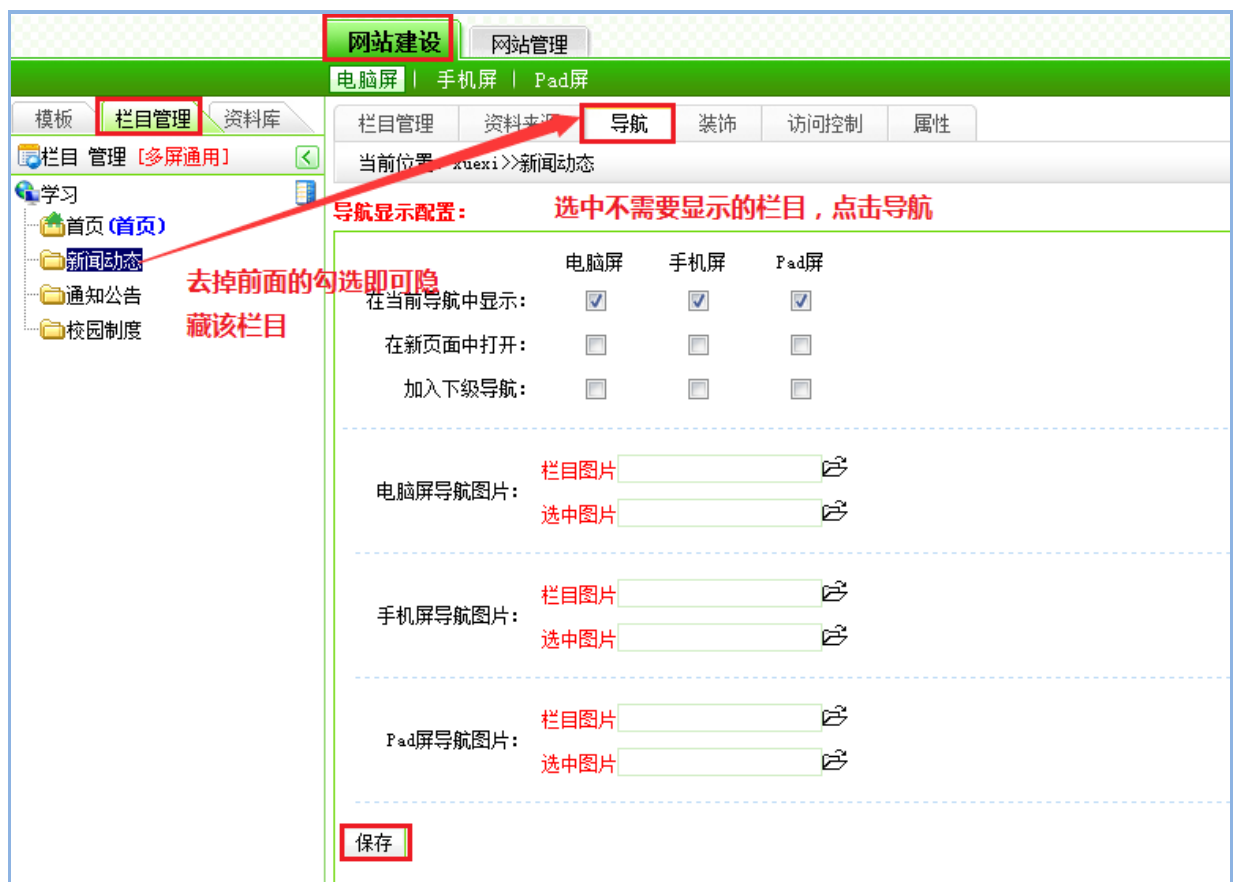 网站建设 网站管理
电脑屏 | 手机屏 | Pad屏
模板 栏目管理 资料库
栏目管理 资料来 导航 装饰 访问控制 属性
栏目 管理 [多屏通用]
当前位置: xuexi>>新闻动态
学习
首页 (首页)
新闻动态
通知公告
校园制度
导航显示配置:
选中不需要显示的栏目，点击导航
去掉前面的勾选即可隐
藏该栏目
电脑屏 手机屏 Pad屏
在当前导航中显示:
在新页面中打开:
加入下级导航:
电脑屏导航图片:
栏目图片
选中图片
手机屏导航图片:
栏目图片
选中图片
Pad屏导航图片:
栏目图片
选中图片
保存